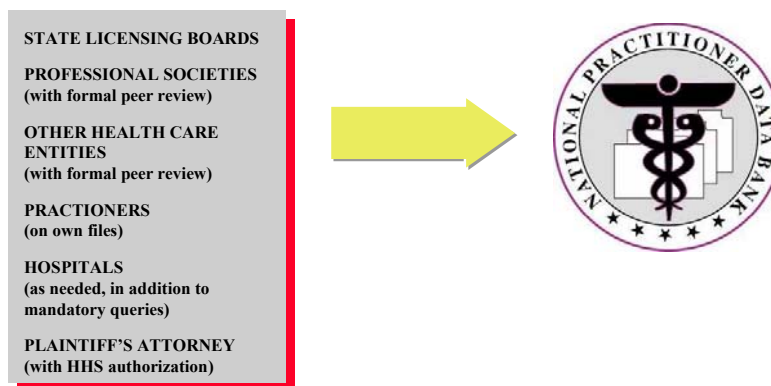 STATE LICENSING BOARDS
PROFESSIONAL SOCIETIES
(with formal peer review)
OTHER HEALTH CARE
ENTITIES
(with formal peer review)
PRACTIONERS
(on own files)
HOSPITALS
(as needed, in addition to
mandatory queries)
PLAINTIFF'S ATTORNEY
(with HHS authorization)
NATIONAL PRACTITIONER DATA BANK